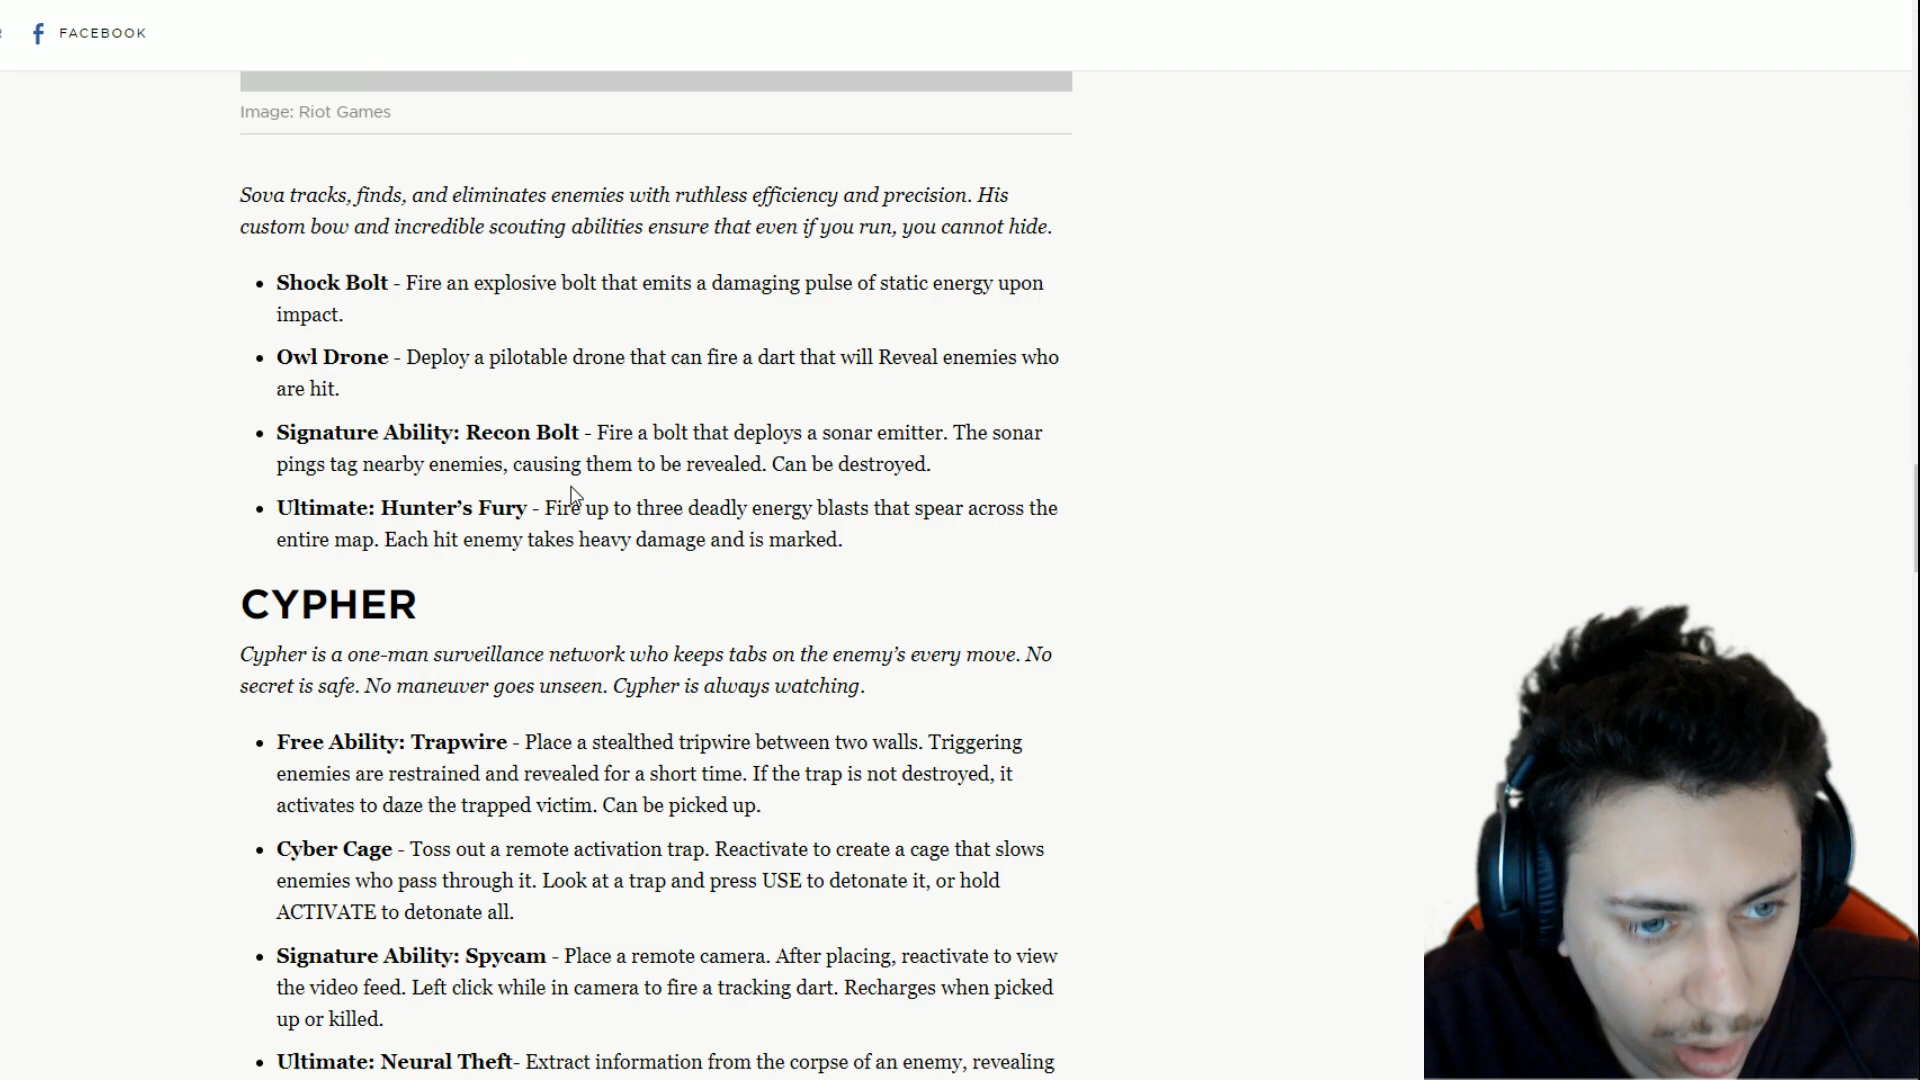 FACEBOOK
Image: Riot Games
Sova tracks, finds, and eliminates enemies with ruthless efficiency and precision. His
custom bow and incredible scouting abilities ensure that even if you run, you cannot hide.
• Shock Bolt - Fire an explosive bolt that emits a damaging pulse of static energy upon
impact.
• Owl Drone - Deploy a pilotable drone that can fire a dart that will Reveal enemies who
are hit.
• Signature Ability: Recon Bolt - Fire a bolt that deploys a sonar emitter. The sonar
pings tag nearby enemies, causing them to be revealed. Can be destroyed.
• Ultimate: Hunter’s Fury - Fire up to three deadly energy blasts that spear across the
entire map. Each hit enemy takes heavy damage and is marked.
CYPHER
Cypher is a one-man surveillance network who keeps tabs on the enemy’s every move. No
secret is safe. No maneuver goes unseen. Cypher is always watching.
• Free Ability: Trapwire - Place a stealthed tripwire between two walls. Triggering
enemies are restrained and revealed for a short time. If the trap is not destroyed, it
activates to daze the trapped victim. Can be picked up.
• Cyber Cage - Toss out a remote activation trap. Reactivate to create a cage that slows
enemies who pass through it. Look at a trap and press USE to detonate it, or hold
ACTIVATE to detonate all.
• Signature Ability: Spycam - Place a remote camera. After placing, reactivate to view
the video feed. Left click while in camera to fire a tracking dart. Recharges when picked
up or killed.
• Ultimate: Neural Theft- Extract information from the corpse of an enemy, revealing